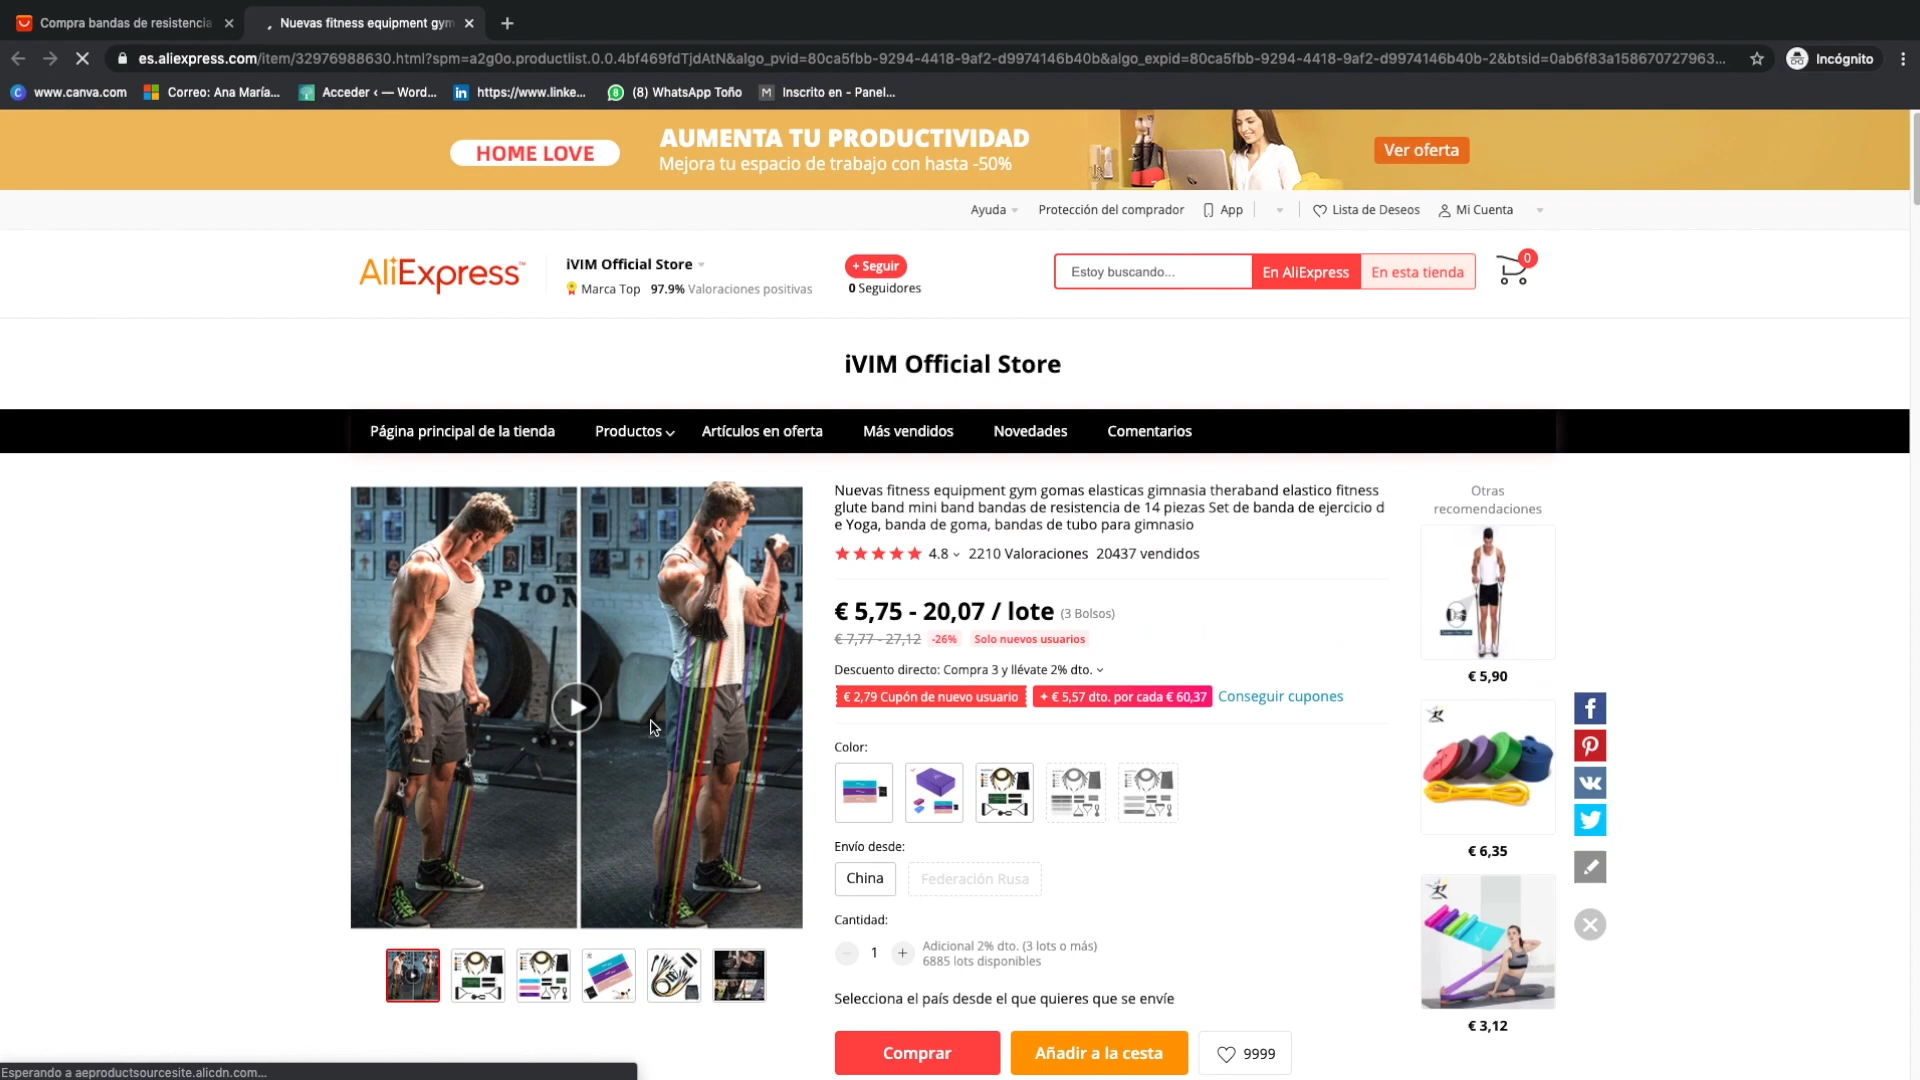 Compra bandas de resistencia
Nuevas fitness equipment gym
es.aliexpress.com/item/32976988630.html?spm=a2g0o.productlist.0.0.4bf469fdTjdAtN&algo_pvid=80ca5fbb-9294-4418-9af2-d9974146b40b&algo_expid=80ca5fbb-9294-4418-9af2-d9974146b40b-2&btsid=0ab6f83a158670727963...
Incógnito
www.canva.com
Correo: Ana María...
Acceder ‹ — Word...
https://www.linke...
(8) WhatsApp Toño
Inscrito en - Panel...
HOME LOVE
AUMENTA TU PRODUCTIVIDAD
Mejora tu espacio de trabajo con hasta -50%
Ver oferta
Ayuda
Protección del comprador
App
Lista de Deseos
Mi Cuenta
AliExpress™
iVIM Official Store
Marca Top 97.9% Valoraciones positivas
+ Seguir
0 Seguidores
Estoy buscando...
En AliExpress
En esta tienda
0
iVIM Official Store
Página principal de la tienda
Productos
Artículos en oferta
Más vendidos
Novedades
Comentarios
PION
Nuevas fitness equipment gym gomas elasticas gimnasia theraband elastico fitness
glute band mini band bandas de resistencia de 14 piezas Set de banda de ejercicio d
e Yoga, banda de goma, bandas de tubo para gimnasio
4.8 2210 Valoraciones 20437 vendidos
€ 5,75 - 20,07 / lote (3 Bolsos)
€ 7,77 - 27,12 -26% Solo nuevos usuarios
Descuento directo: Compra 3 y llévate 2% dto.
€ 2,79 Cupón de nuevo usuario
+ € 5,57 dto. por cada € 60,37
Conseguir cupones
Color:
Envío desde:
China
Federación Rusa
Cantidad:
1
Adicional 2% dto. (3 lots o más)
6885 lots disponibles
Selecciona el país desde el que quieres que se envíe
Comprar
Añadir a la cesta
9999
Otras
recomendaciones
€ 5,90
€ 6,35
€ 3,12
Esperando a aeproductsourcesite.alicdn.com...